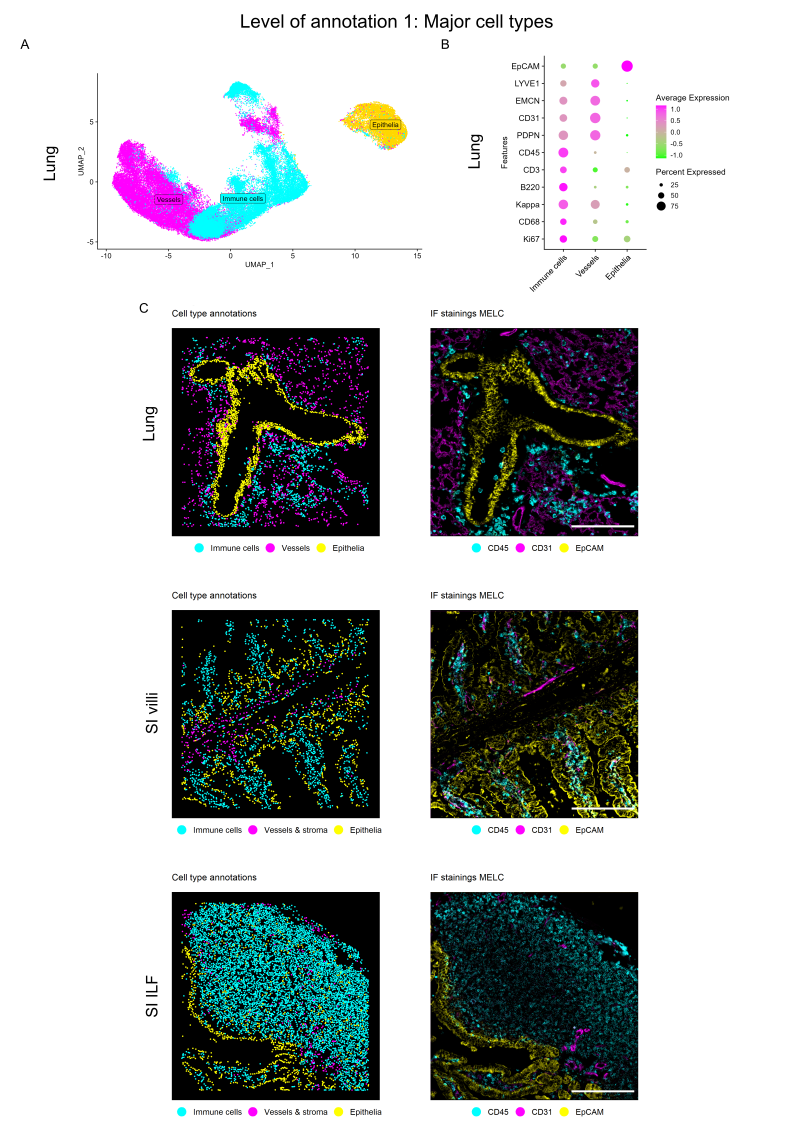 Level of annotation 1: Major cell types
A
Lung
UMAP_2
5
0
-5
Epithelia
Vessels
Immune cells
-10
-5
0
5
10
15
UMAP_1
B
Lung
Features
EpCAM
LYVE1
EMCN
CD31
PDPN
CD45
CD3
B220
Kappa
CD68
Ki67
Immune cells
Vessels
Epithelia
Average Expression
1.0
0.5
0.0
-0.5
-1.0
Percent Expressed
25
50
75
C
Cell type annotations
IF stainings MELC
Lung
Immune cells Vessels Epithelia
CD45 CD31 EpCAM
Cell type annotations
IF stainings MELC
SI villi
Immune cells Vessels & stroma Epithelia
CD45 CD31 EpCAM
Cell type annotations
IF stainings MELC
SI ILF
Immune cells Vessels & stroma Epithelia
CD45 CD31 EpCAM